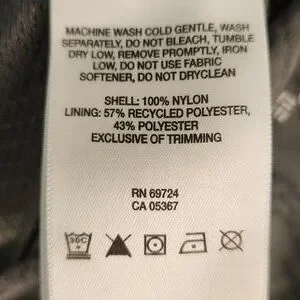 MACHINE WASH COLD GENTLE, WASH
SEPARATELY, DO NOT BLEACH, TUMBLE
DRY LOW, REMOVE PROMPTLY, IRON
LOW, DO NOT USE FABRIC
SOFTENER, DO NOT DRYCLEAN
SHELL: 100% NYLON
LINING: 57% RECYCLED POLYESTER,
43% POLYESTER
EXCLUSIVE OF TRIMMING
RN 69724
CA 05367
30C